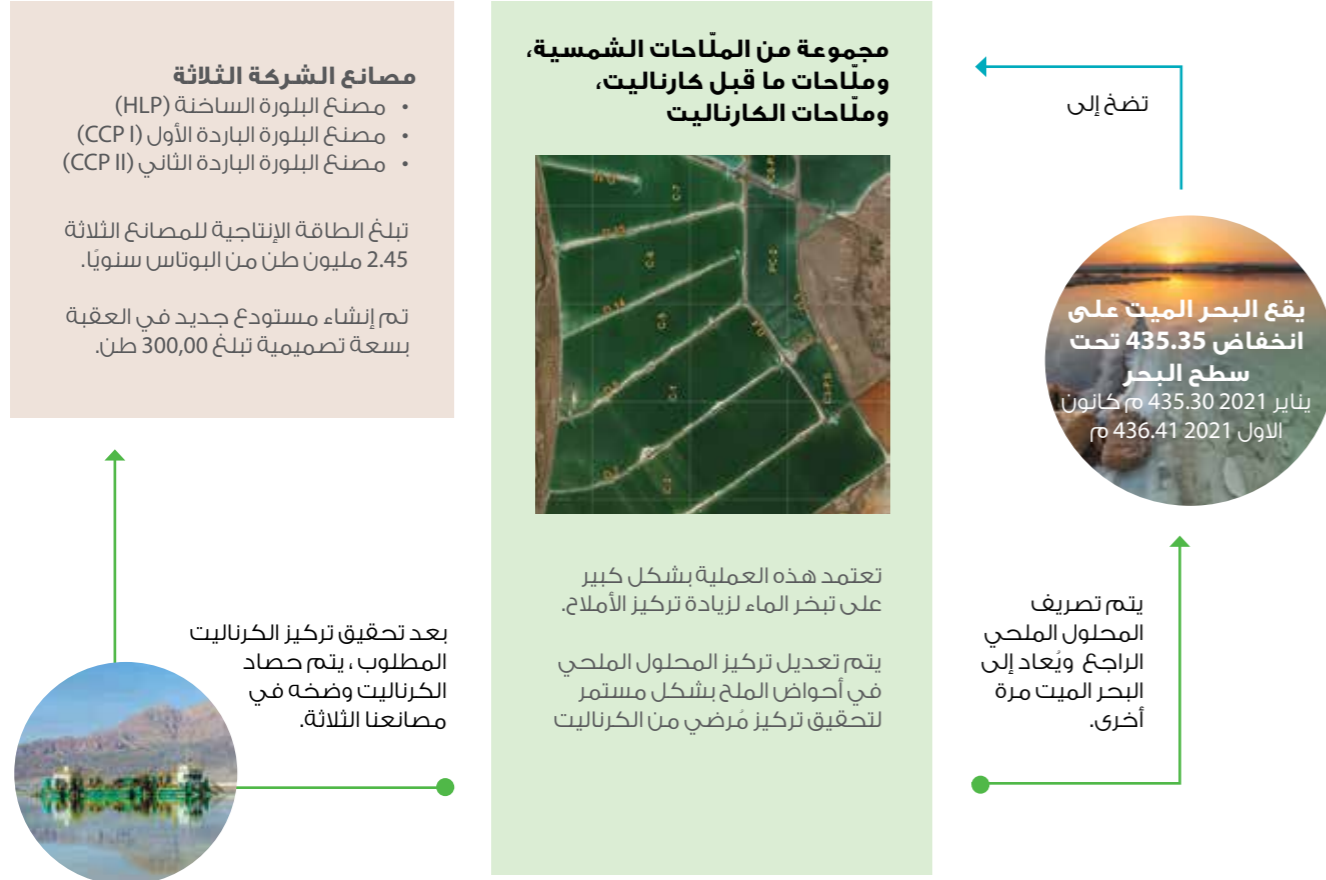 تضخ إلى
يقع البحر الميت على
انخفاض 435.35 تحت
سطح البحر
يناير 2021 435.30 م كانون
الاول 2021 436.41 م
يتم تصريف
المحلول الملحي
الراجع ويُعاد إلى
البحر الميت مرة
أخرى.
مجموعة من الملّاحات الشمسية،
وملّاحات ما قبل كارناليت،
وملّاحات الكارناليت
تعتمد هذه العملية بشكل كبير
على تبخر الماء لزيادة تركيز الأملاح.
يتم تعديل تركيز المحلول الملحي
في أحواض الملح بشكل مستمر
لتحقيق تركيز مُرضي من الكرناليت
بعد تحقيق تركيز الكرناليت
المطلوب ، يتم حصاد
الكرناليت وضخه في
مصانعنا الثلاثة.
مصانع الشركة الثلاثة
• مصنع البلورة الساخنة (HLP)
• مصنع البلورة الباردة الأول (CCP I)
• مصنع البلورة الباردة الثاني (CCP II)
تبلغ الطاقة الإنتاجية للمصانع الثلاثة
2.45 مليون طن من البوتاس سنويًا.
تم إنشاء مستودع جديد في العقبة
بسعة تصميمية تبلغ 300,00 طن.